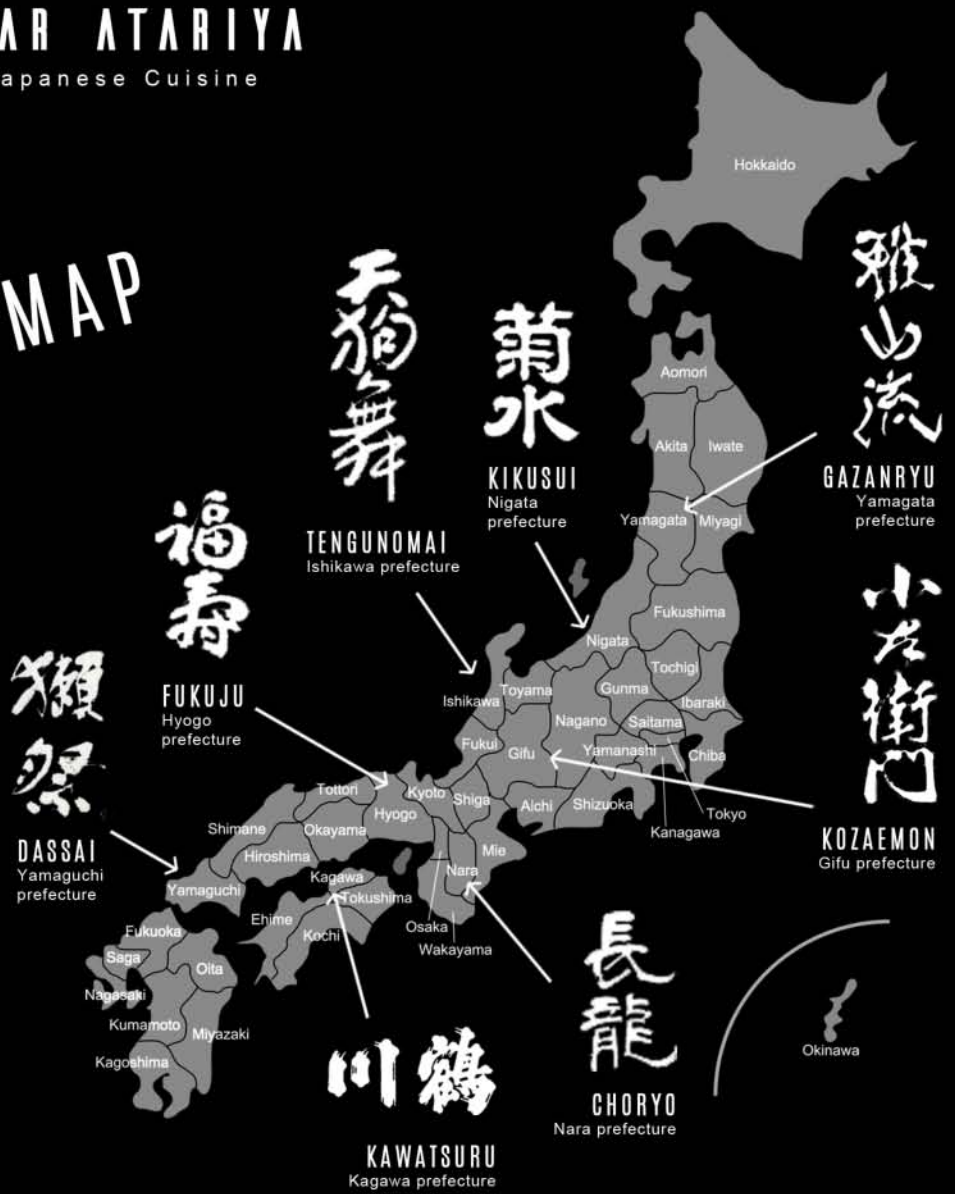 AR ATARIYA
apanese Cuisine
MAP
Hokkaido
雅山流
GAZANRYU
Yamagata
prefecture
天狗舞
TENGUNOMAI
Ishikawa prefecture
菊水
KIKUSUI
Nigata
prefecture
福寿
FUKUJU
Hyogo
prefecture
獺祭
DASSAI
Yamaguchi
prefecture
小左衛門
KOZAEMON
Gifu prefecture
Aomori
Akita
Iwate
Yamagata
Miyagi
Fukushima
Nigata
Tochigi
Gunma
Ibaraki
Ishikawa
Toyama
Nagano
Saitama
Fukui
Gifu
Yamanashi
Chiba
Tottori
Kyoto
Shiga
Aichi
Shizuoka
Tokyo
Kanagawa
Hyogo
Shimane
Okayama
Hiroshima
Mie
Nara
Yamaguchi
Kagawa
Tokushima
Ehime
Kochi
Osaka
Wakayama
Fukuoka
Saga
Oita
Nagasaki
Kumamoto
Miyazaki
Kagoshima
Okinawa
川鶴
KAWATSURU
Kagawa prefecture
長龍
CHORYO
Nara prefecture